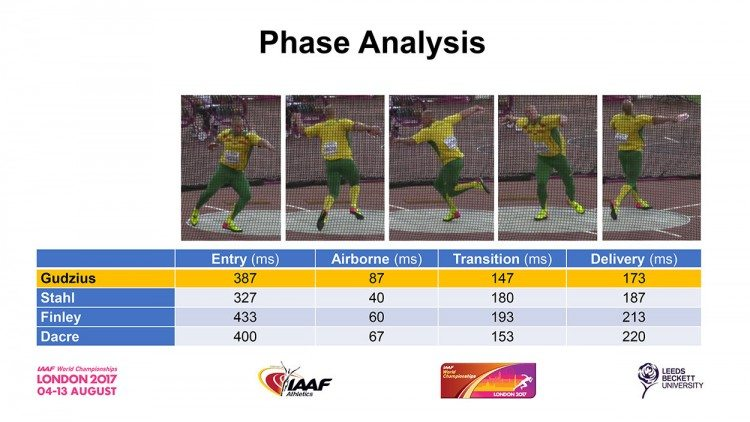 Phase Analysis
Entry (ms) Airborne (ms) Transition (ms) Delivery (ms)
Gudzius 387 87 147 173
Stahl 327 40 180 187
Finley 433 60 193 213
Dacre 400 67 153 220
IAAF World Championships
LONDON 2017
04-13 AUGUST
IAAF
Athletics
IAAF
World Championships
LONDON 2017
LEEDS
BECKETT
UNIVERSITY